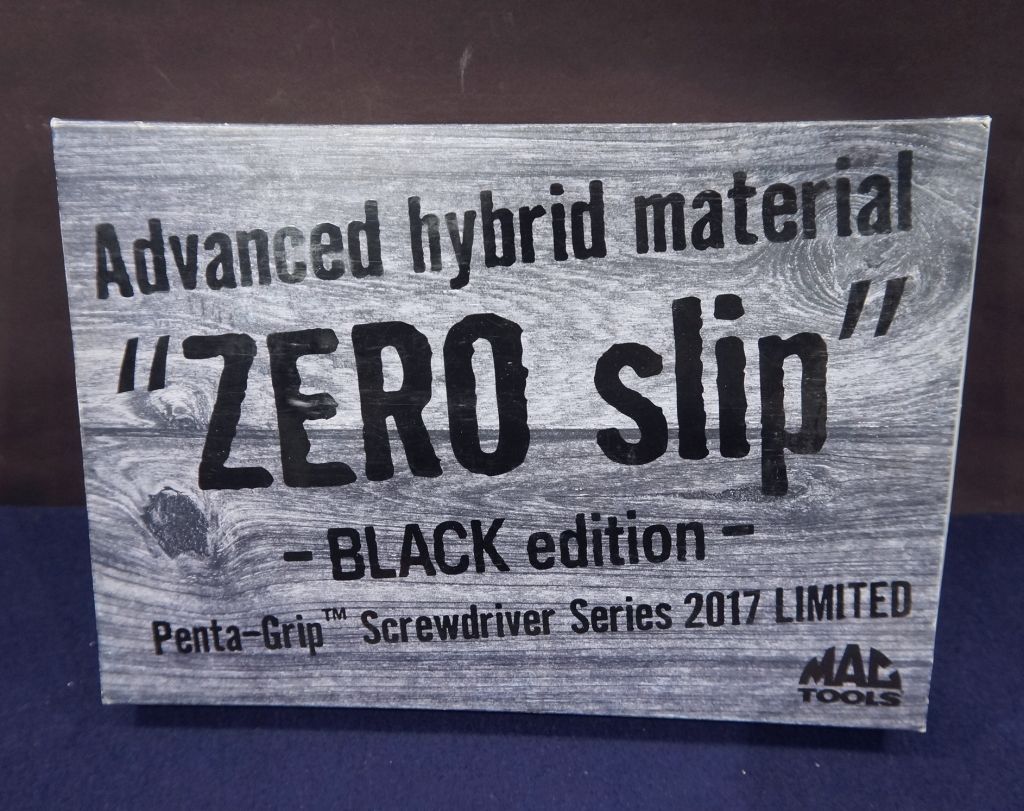 Advanced hybrid material
"ZERO slip"
- BLACK edition -
Penta-Grip™ Screwdriver Series 2017 LIMITED
MAC
TOOLS